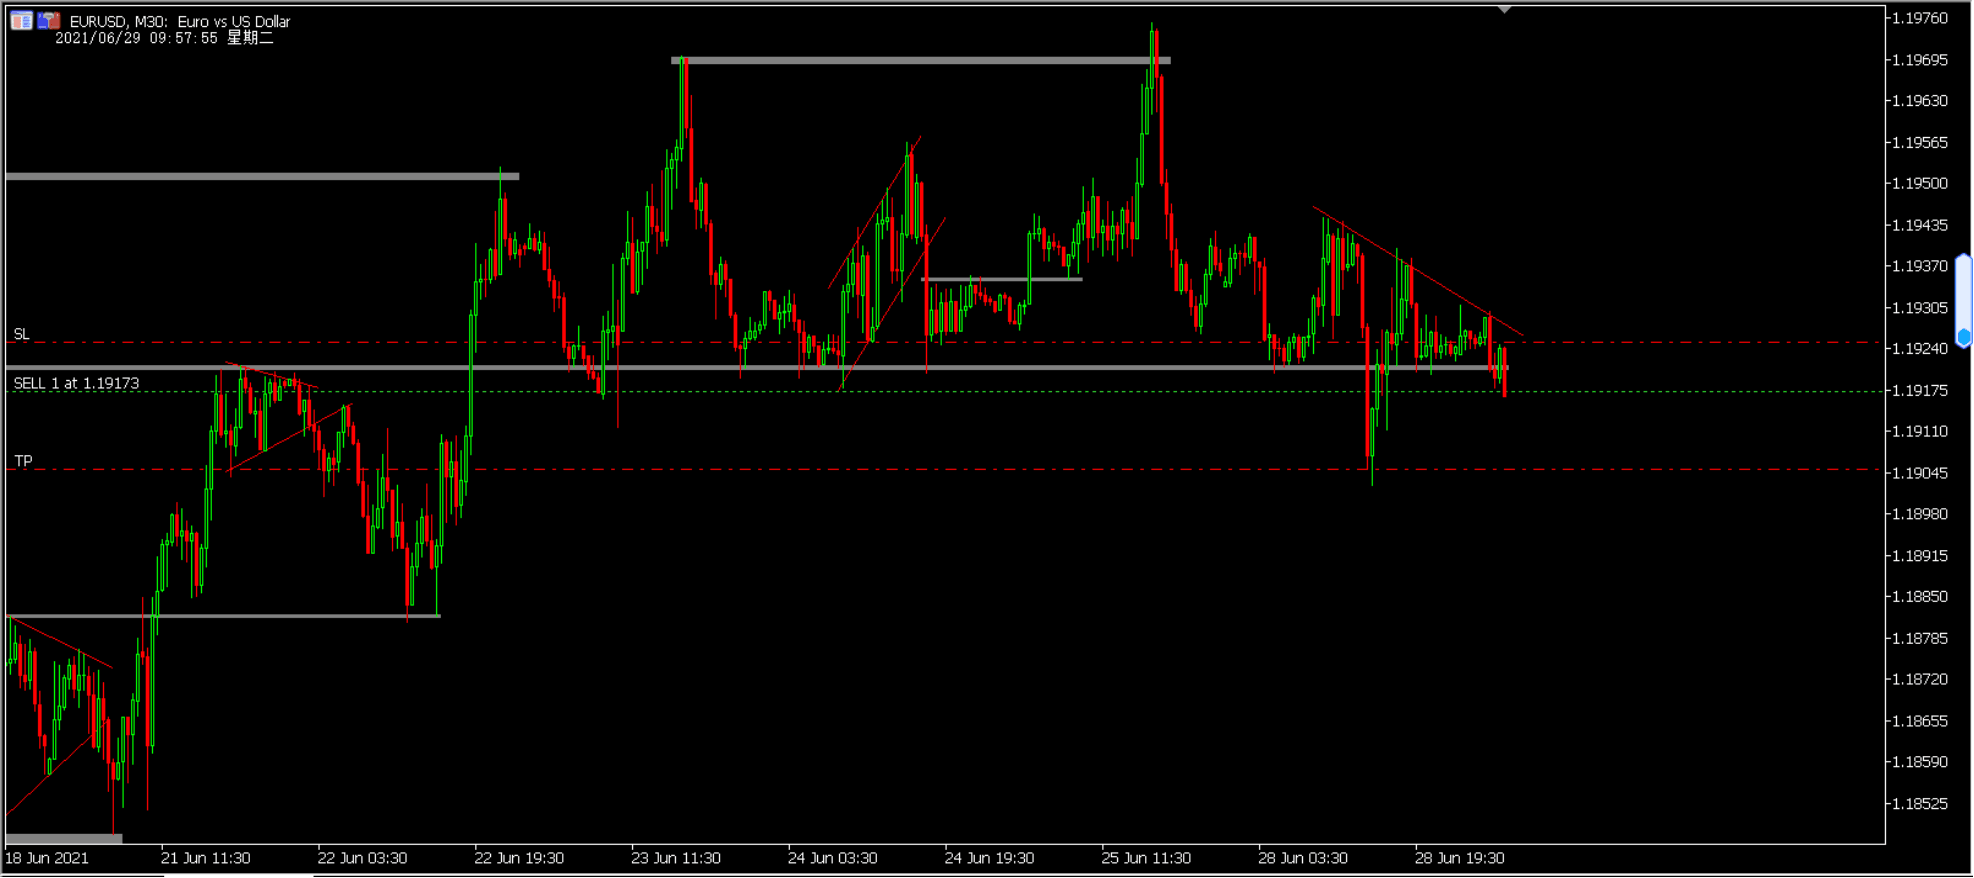 EURUSD, M30: Euro vs US Dollar
2021/06/29 09:57:55 星期二
SL
SELL 1 at 1.19173
TP
1.19760
1.19695
1.19630
1.19565
1.19500
1.19435
1.19370
1.19305
1.19240
1.19175
1.19110
1.19045
1.18980
1.18915
1.18850
1.18785
1.18720
1.18655
1.18590
1.18525
18 Jun 2021
21 Jun 11:30
22 Jun 03:30
22 Jun 19:30
23 Jun 11:30
24 Jun 03:30
24 Jun 19:30
25 Jun 11:30
28 Jun 03:30
28 Jun 19:30